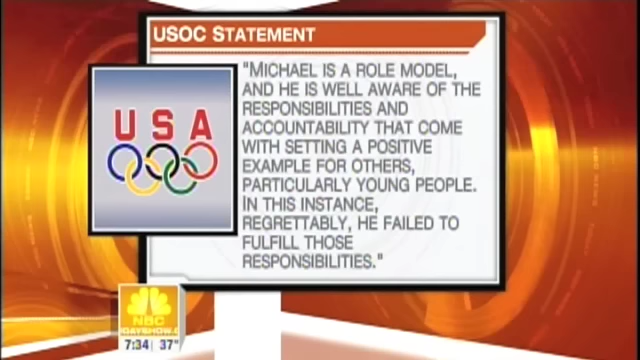 USOC STATEMENT
USA
"MICHAEL IS A ROLE MODEL,
AND HE IS WELL AWARE OF THE
RESPONSIBILITIES AND
ACCOUNTABILITY THAT COME
WITH SETTING A POSITIVE
EXAMPLE FOR OTHERS,
PARTICULARLY YOUNG PEOPLE.
IN THIS INSTANCE,
REGRETTABLY, HE FAILED TO
FULFILL THOSE
RESPONSIBILITIES."
NBC
7:34 37°